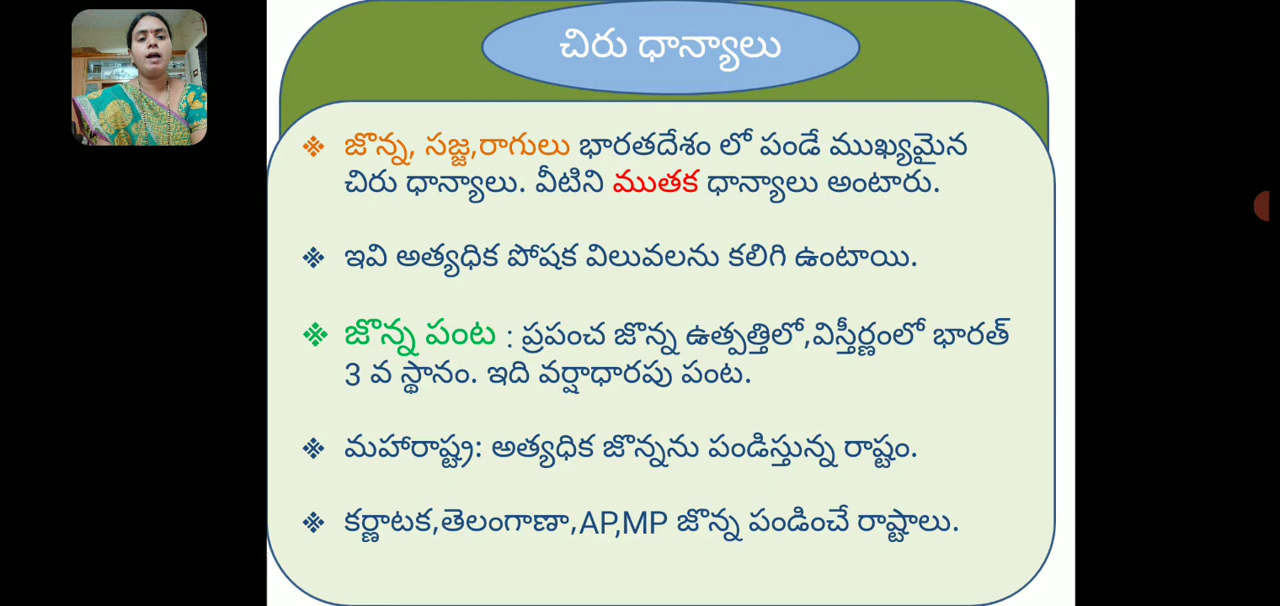 చిరు ధాన్యాలు
జొన్న, సజ్జ,రాగులు భారతదేశం లో పండే ముఖ్యమైన
చిరు ధాన్యాలు. వీటిని ముతక ధాన్యాలు అంటారు.
ఇవి అత్యధిక పోషక విలువలను కలిగి ఉంటాయి.
జొన్న పంట : ప్రపంచ జొన్న ఉత్పత్తిలో,విస్తీర్ణంలో భారత్
3 వ స్థానం. ఇది వర్షాధారపు పంట.
మహారాష్ట్ర: అత్యధిక జొన్నను పండిస్తున్న రాష్టం.
కర్ణాటక,తెలంగాణా,AP,MP జొన్న పండించే రాష్టాలు.